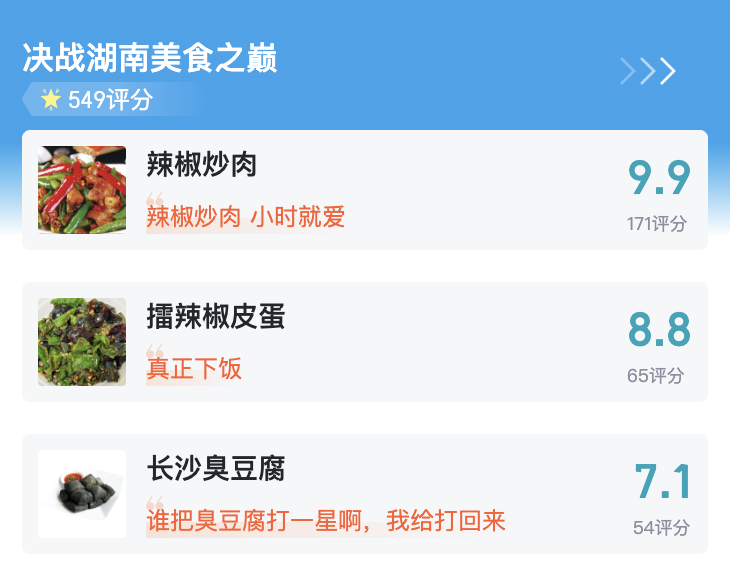 决战湖南美食之巅
549评分
辣椒炒肉
9.9
辣椒炒肉 小时就爱
171评分
擂辣椒皮蛋
8.8
真正下饭
65评分
长沙臭豆腐
7.1
谁把臭豆腐打一星啊，我给打回来
54评分